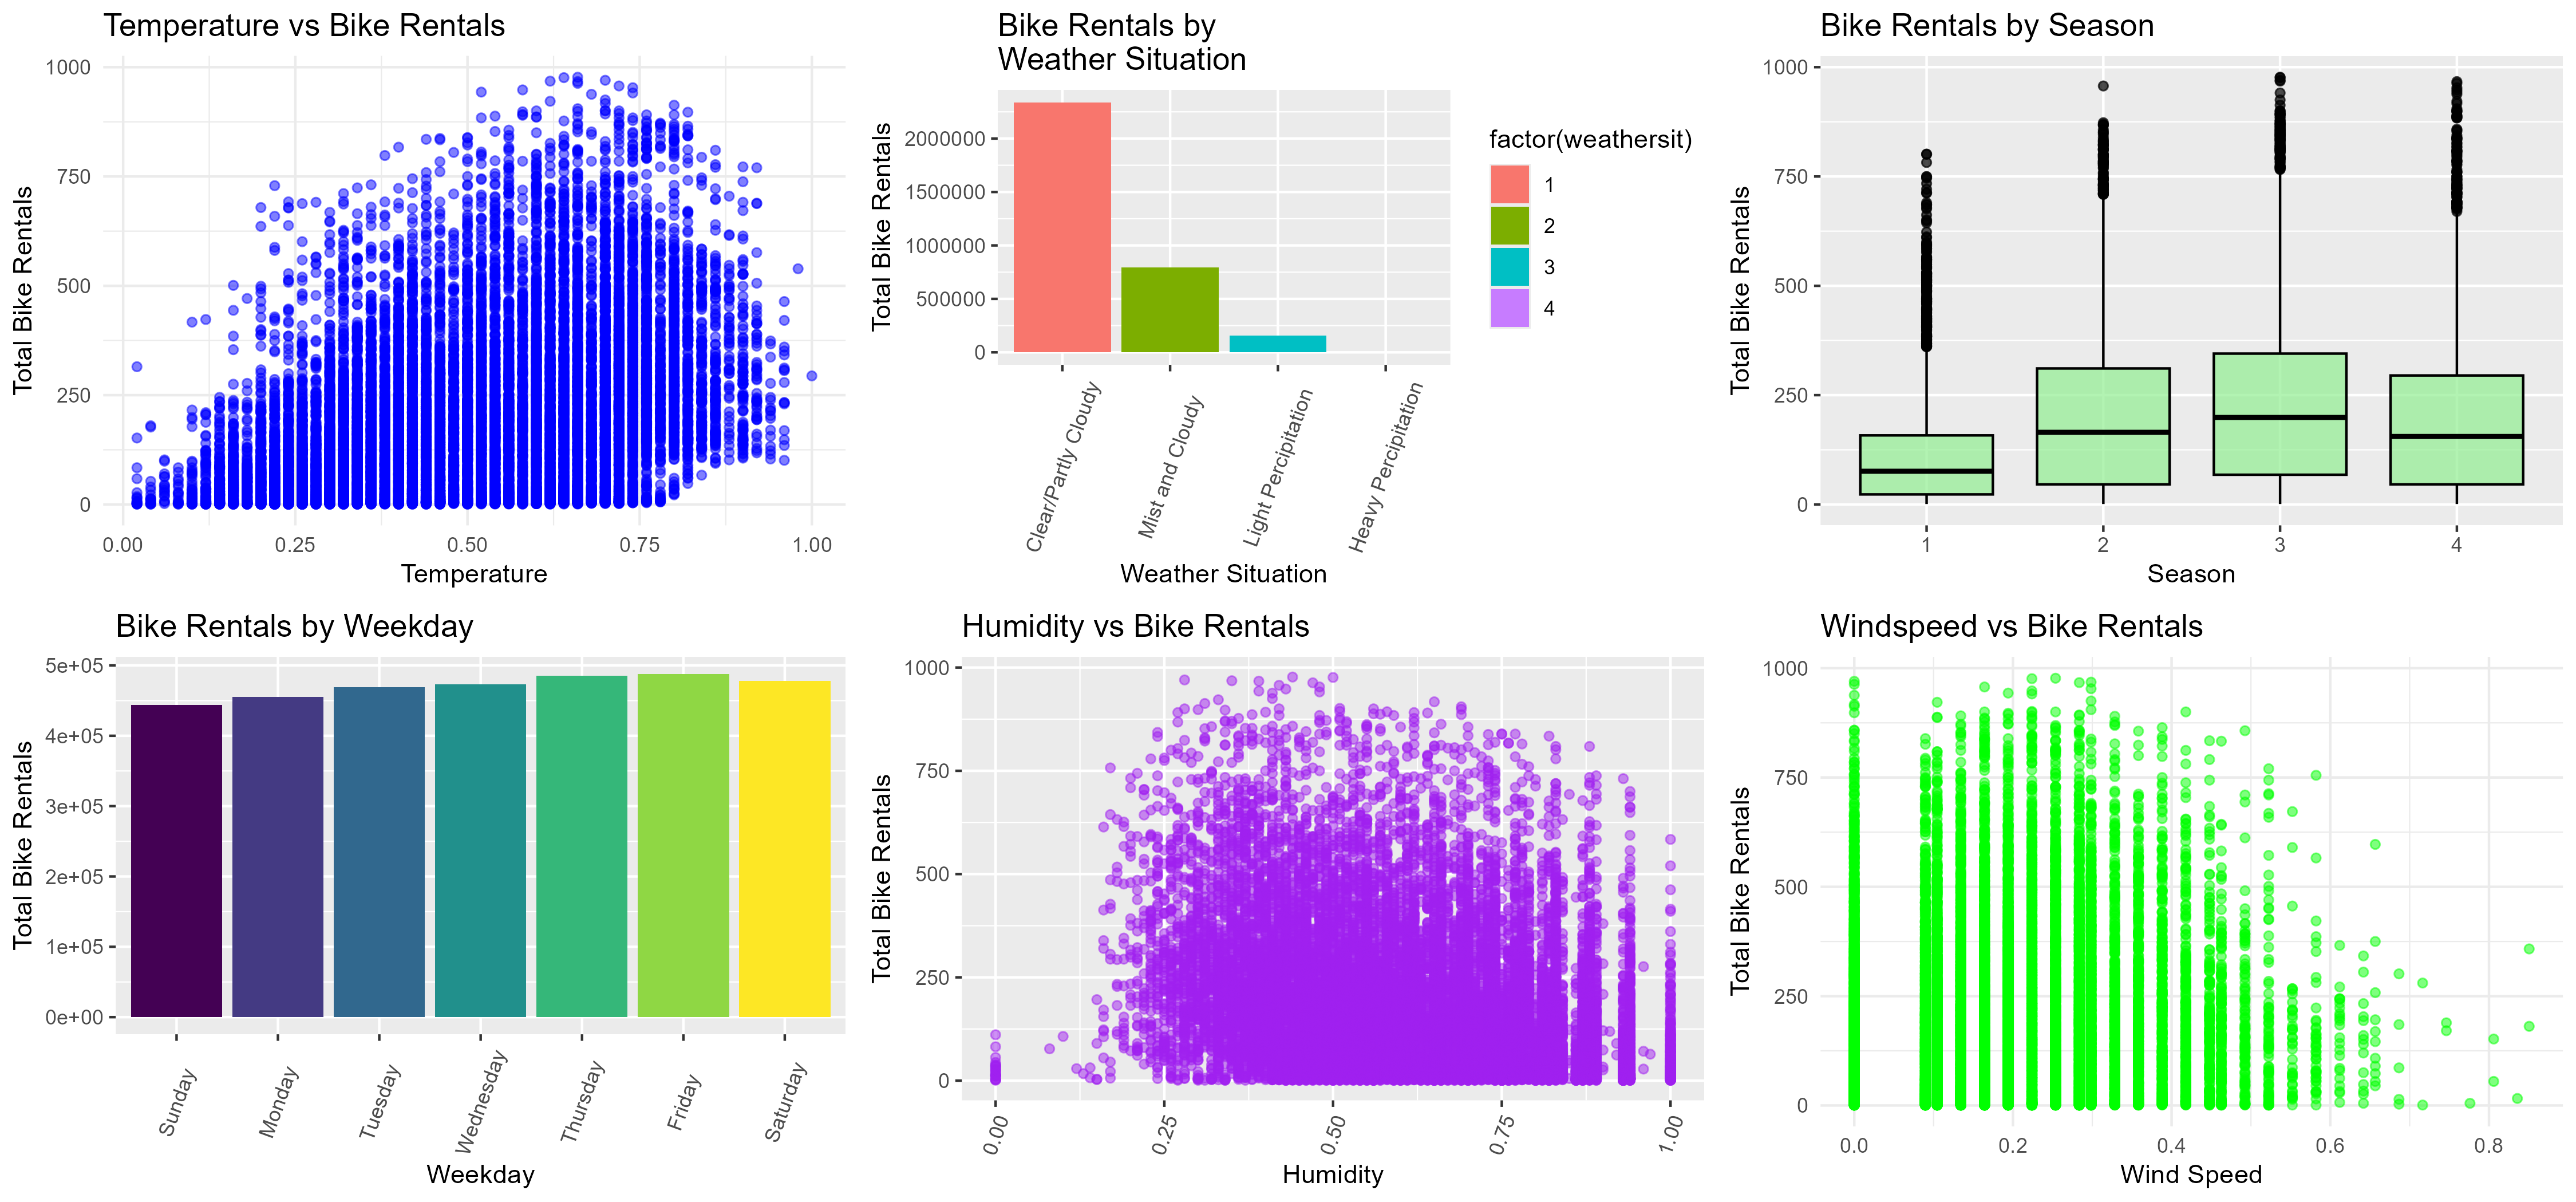 Temperature vs Bike Rentals
Total Bike Rentals
1000
750
500
250
0
0.00 0.25 0.50 0.75 1.00
Temperature
Bike Rentals by
Weather Situation
Total Bike Rentals
2000000
1500000
1000000
500000
0
Clear/Partly Cloudy
Mist and Cloudy
Light Percipitation
Heavy Percipitation
Weather Situation
factor(weathersit)
1
2
3
4
Bike Rentals by Season
Total Bike Rentals
1000
750
500
250
0
1 2 3 4
Season
Bike Rentals by Weekday
Total Bike Rentals
5e+05
4e+05
3e+05
2e+05
1e+05
0e+00
Sunday
Monday
Tuesday
Wednesday
Thursday
Friday
Saturday
Weekday
Humidity vs Bike Rentals
Total Bike Rentals
1000
750
500
250
0
0.00
0.25
0.50
0.75
1.00
Humidity
Windspeed vs Bike Rentals
Total Bike Rentals
1000
750
500
250
0
0.0 0.2 0.4 0.6 0.8
Wind Speed